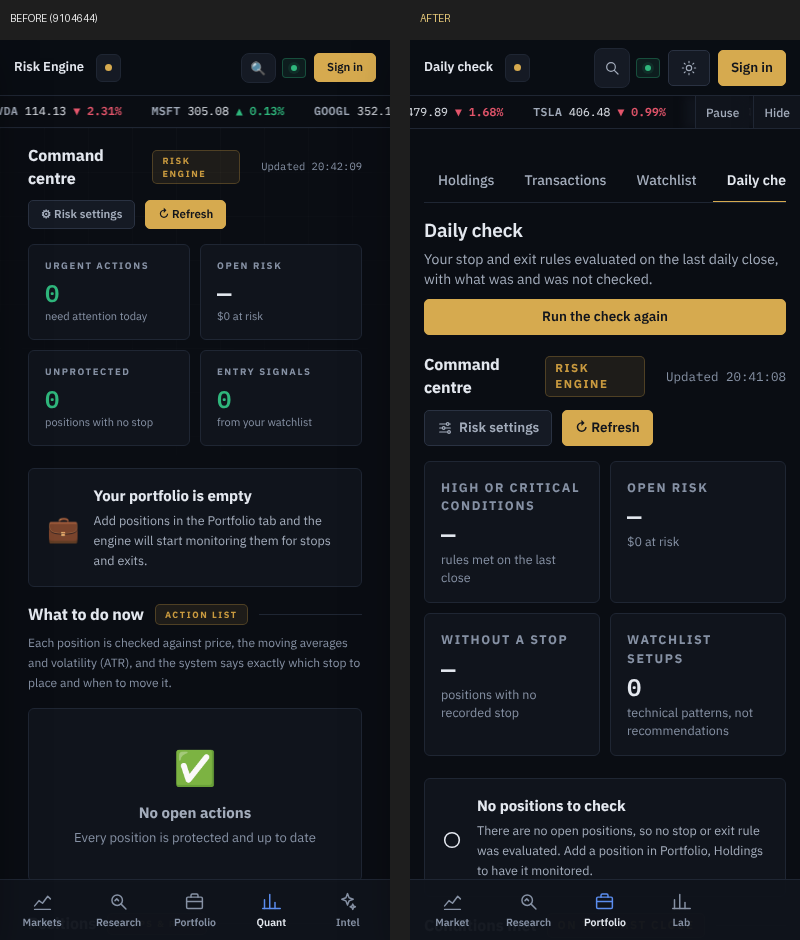 BEFORE (9104644)
Risk Engine
Sign in
VDA 114.13 ▼ 2.31% MSFT 305.08 ▲ 0.13% GOOGL 352.1
Command
centre
RISK
ENGINE
Updated 20:42:09
⚙ Risk settings
↻ Refresh
URGENT ACTIONS
0
need attention today
OPEN RISK
—
$0 at risk
UNPROTECTED
0
positions with no stop
ENTRY SIGNALS
0
from your watchlist
Your portfolio is empty
Add positions in the Portfolio tab and the
engine will start monitoring them for stops
and exits.
What to do now
ACTION LIST
Each position is checked against price, the moving averages
and volatility (ATR), and the system says exactly which stop to
place and when to move it.
No open actions
Every position is protected and up to date
Markets
Research
Portfolio
Quant
Intel
AFTER
Daily check
Sign in
479.89 ▼ 1.68% TSLA 406.48 ▼ 0.99%
Pause
Hide
Holdings
Transactions
Watchlist
Daily che
Daily check
Your stop and exit rules evaluated on the last daily close,
with what was and was not checked.
Run the check again
Command
centre
RISK
ENGINE
Updated 20:41:08
Risk settings
↻ Refresh
HIGH OR CRITICAL
CONDITIONS
—
rules met on the last
close
OPEN RISK
—
$0 at risk
WITHOUT A STOP
—
positions with no
recorded stop
WATCHLIST
SETUPS
0
technical patterns, not
recommendations
No positions to check
There are no open positions, so no stop or exit rule
was evaluated. Add a position in Portfolio, Holdings
to have it monitored.
Market
Research
Portfolio
Lab